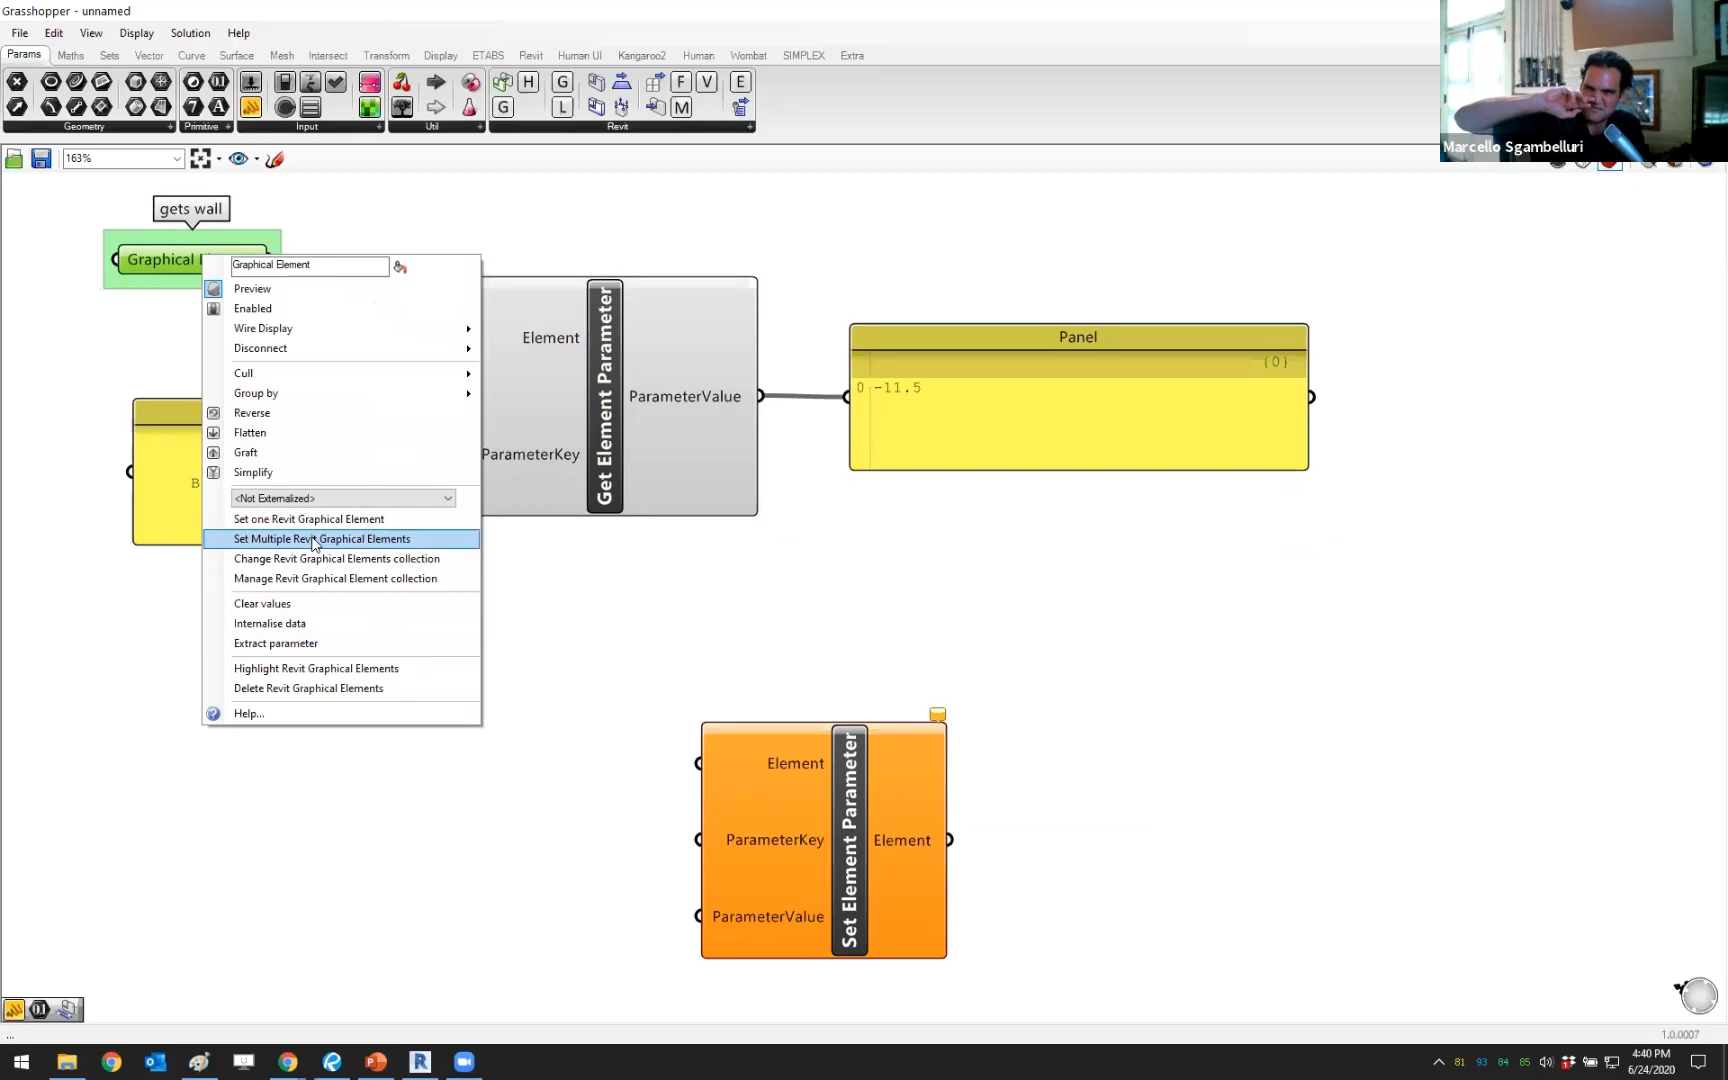 Grasshopper - unnamed
File Edit View Display Solution Help
Params Maths Sets Vector Curve Surface Mesh Intersect Transform Display ETABS Revit Human UI Kangaroo2 Human Wombat SIMPLEX Extra
H G F V E
7 A G L M
Geometry Primitive Input Util Revit
163%
Marcello Sgambelluri
gets wall
Graphical
Graphical Element
Preview
Enabled
Wire Display
Disconnect
Cull
Group by
Reverse
Flatten
Graft
Simplify
<Not Externalized>
Set one Revit Graphical Element
Set Multiple Revit Graphical Elements
Change Revit Graphical Elements collection
Manage Revit Graphical Element collection
Clear values
Internalise data
Extract parameter
Highlight Revit Graphical Elements
Delete Revit Graphical Elements
Help...
B
Element
ParameterKey
Get Element Parameter
ParameterValue
Panel
{0}
0 -11.5
Element
ParameterKey
ParameterValue
Set Element Parameter
Element
...
1.0.0007
81 93 84 85
4:40 PM
6/24/2020